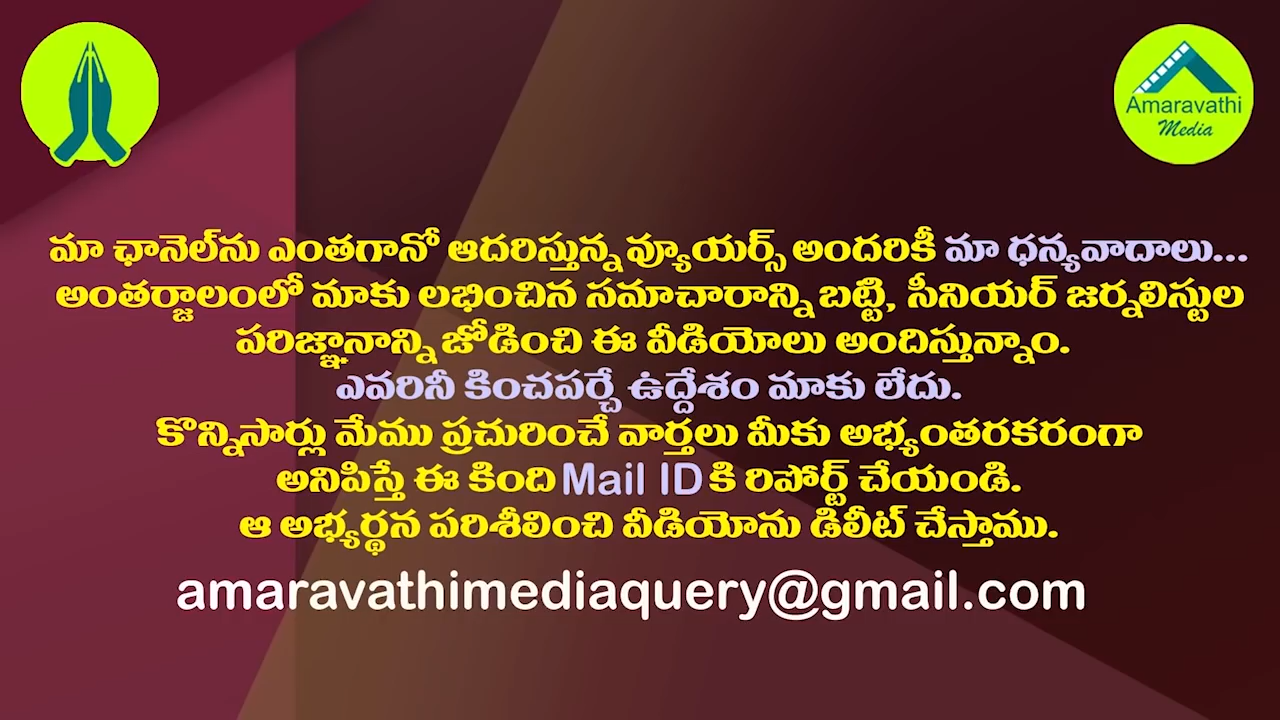 Amaravathi
Media
మా ఛానెల్‌ను ఎంతగానో ఆదరిస్తున్న వ్యూయర్స్ అందరికీ మా ధన్యవాదాలు...
అంతర్జాలంలో మాకు లభించిన సమాచారాన్ని బట్టి, సీనియర్ జర్నలిస్టుల
పరిజ్ఞానాన్ని జోడించి ఈ వీడియోలు అందిస్తున్నాం.
ఎవరినీ కించపర్చే ఉద్దేశం మాకు లేదు.
కొన్నిసార్లు మేము ప్రచురించే వార్తలు మీకు అభ్యంతరకరంగా
అనిపిస్తే ఈ కింది Mail ID కి రిపోర్ట్ చేయండి.
ఆ అభ్యర్థన పరిశీలించి వీడియోను డిలీట్ చేస్తాము.
amaravathimediaquery@gmail.com